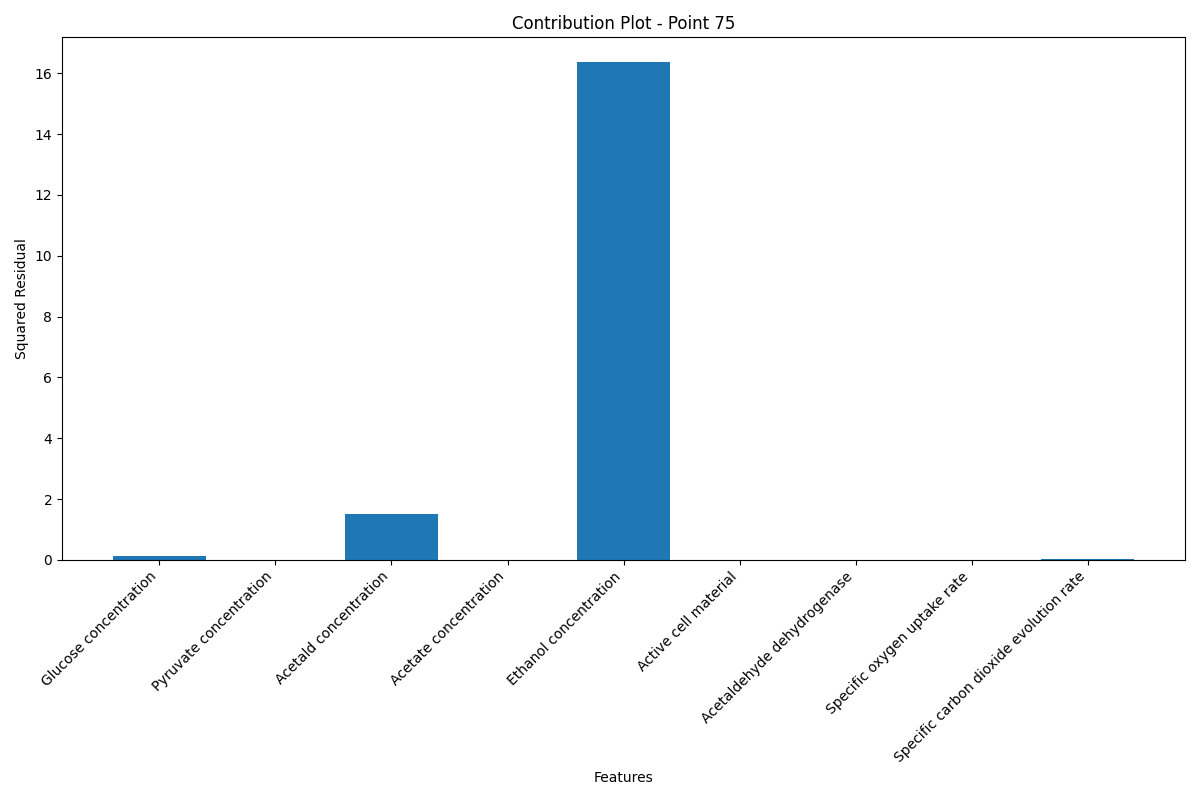 Contribution Plot - Point 75
Squared Residual
16
14
12
10
8
6
4
2
0
Glucose concentration
Pyruvate concentration
Acetald concentration
Acetate concentration
Ethanol concentration
Active cell material
Acetaldehyde dehydrogenase
Specific oxygen uptake rate
Specific carbon dioxide evolution rate
Features